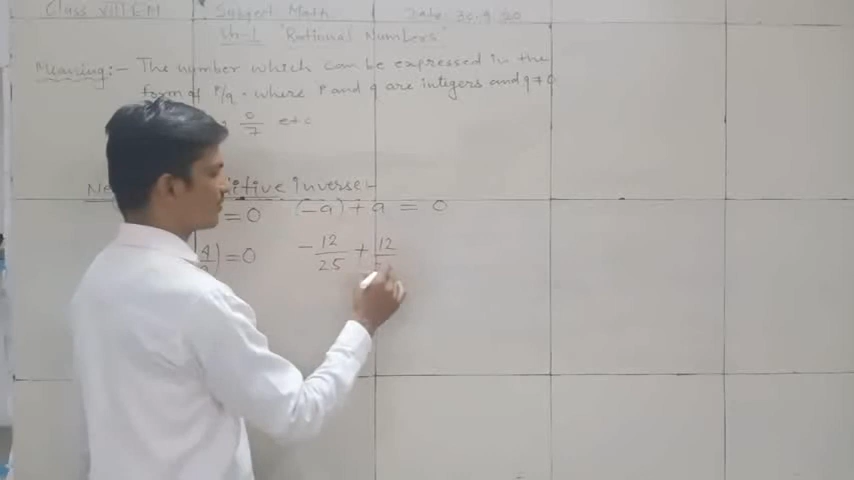 Class VIII E.M Subject Math Date 30.9.20
Ch-1 "Rational Numbers"
Meaning:- The number which can be expressed in the
form of P/q. where P and q are integers and q ≠ 0
0/7 etc
Inverse:-
= 0 (-a) + a = 0
= 0 - 12/25 + 12